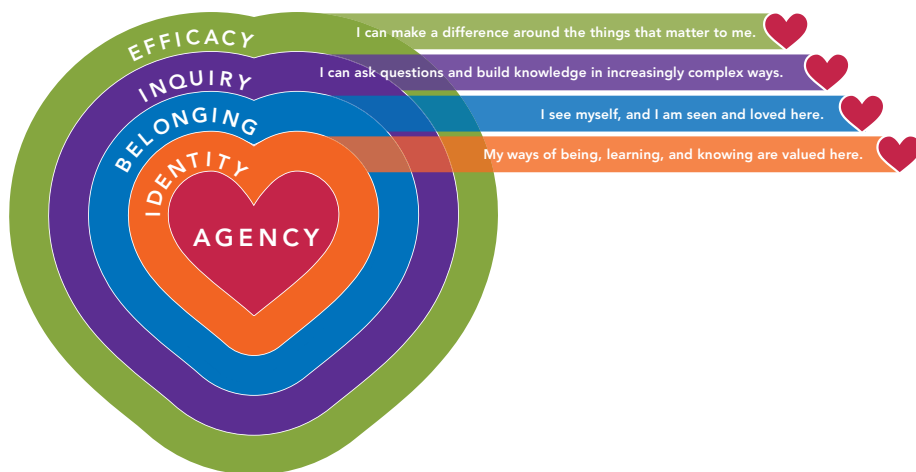 EFFICACY
I can make a difference around the things that matter to me.
INQUIRY
I can ask questions and build knowledge in increasingly complex ways.
BELONGING
I see myself, and I am seen and loved here.
IDENTITY
My ways of being, learning, and knowing are valued here.
AGENCY